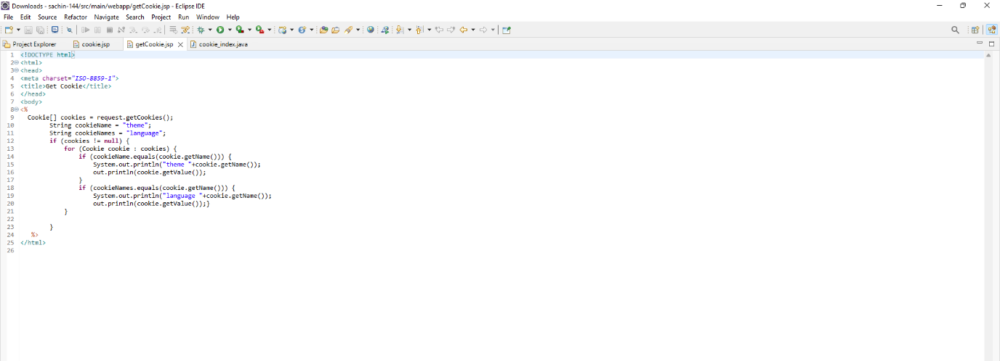 Downloads - sachin-144/src/main/webapp/getCookie.jsp - Eclipse IDE
File Edit Source Refactor Navigate Search Project Run Window Help
Project Explorer cookie.jsp getCookie.jsp cookie_index.java
1 <!DOCTYPE html>
2 <html>
3 <head>
4 <meta charset="ISO-8859-1">
5 <title>Get Cookie</title>
6 </head>
7 <body>
8 <%
9 Cookie[] cookies = request.getCookies();
10 String cookieName = "theme";
11 String cookieNames = "language";
12 if (cookies != null) {
13 for (Cookie cookie : cookies) {
14 if (cookieName.equals(cookie.getName())) {
15 System.out.println("theme "+cookie.getName());
16 out.println(cookie.getValue());
17 }
18 if (cookieNames.equals(cookie.getName())) {
19 System.out.println("language "+cookie.getName());
20 out.println(cookie.getValue());}
21 }
22
23 }
24 %>
25 </html>
26